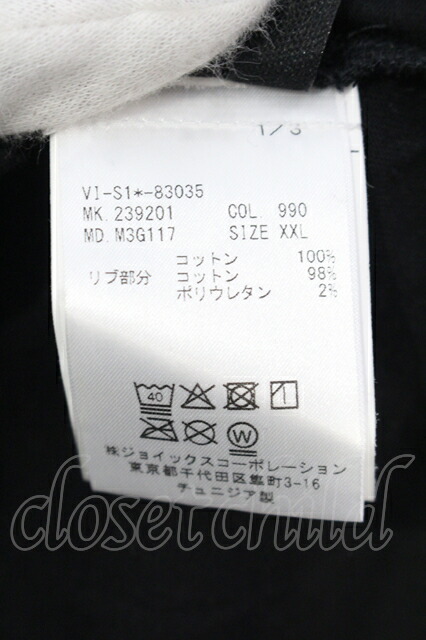 1/3
VI-S1*-83035
MK. 239201 COL. 990
MD. M3G117 SIZE XXL
コットン 100%
リブ部分 コットン 98%
ポリウレタン 2%
40
W
株ジョイックスコーポレーション
東京都千代田区麹町3-16
チュニジア製
closet child